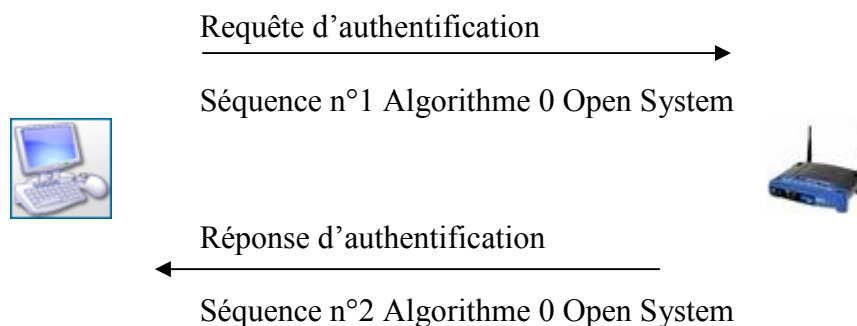 Requête d’authentification
Séquence n°1 Algorithme 0 Open System
Réponse d’authentification
Séquence n°2 Algorithme 0 Open System